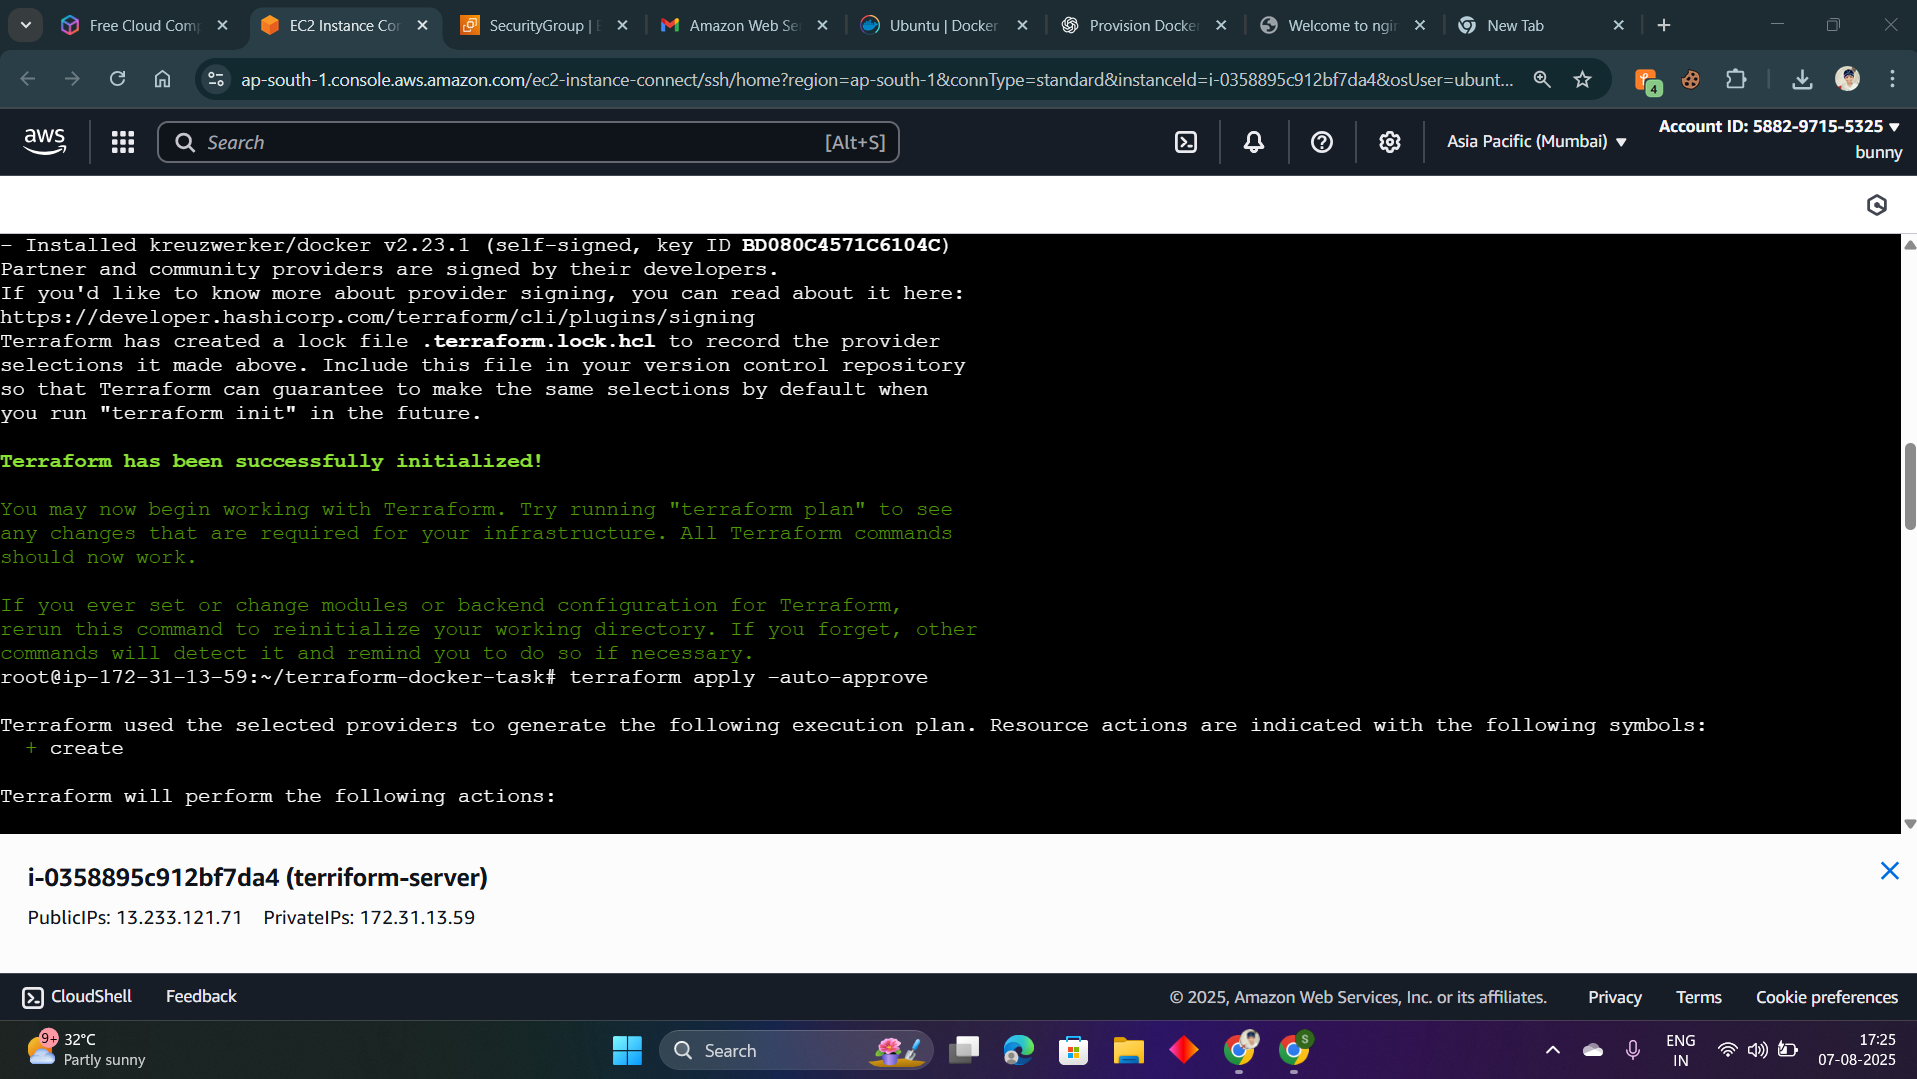 Free Cloud Comp
EC2 Instance Con
SecurityGroup | E
Amazon Web Se
Ubuntu | Docker
Provision Docke
Welcome to ngi
New Tab
ap-south-1.console.aws.amazon.com/ec2-instance-connect/ssh/home?region=ap-south-1&connType=standard&instanceId=i-0358895c912bf7da4&osUser=ubunt...
4
aws
Search
[Alt+S]
Asia Pacific (Mumbai)
Account ID: 5882-9715-5325
bunny
- Installed kreuzwerker/docker v2.23.1 (self-signed, key ID BD080C4571C6104C)
Partner and community providers are signed by their developers.
If you'd like to know more about provider signing, you can read about it here:
https://developer.hashicorp.com/terraform/cli/plugins/signing
Terraform has created a lock file .terraform.lock.hcl to record the provider
selections it made above. Include this file in your version control repository
so that Terraform can guarantee to make the same selections by default when
you run "terraform init" in the future.
Terraform has been successfully initialized!
You may now begin working with Terraform. Try running "terraform plan" to see
any changes that are required for your infrastructure. All Terraform commands
should now work.
If you ever set or change modules or backend configuration for Terraform,
rerun this command to reinitialize your working directory. If you forget, other
commands will detect it and remind you to do so if necessary.
root@ip-172-31-13-59:~/terraform-docker-task# terraform apply -auto-approve
Terraform used the selected providers to generate the following execution plan. Resource actions are indicated with the following symbols:
+ create
Terraform will perform the following actions:
i-0358895c912bf7da4 (terriform-server)
PublicIPs: 13.233.121.71 PrivateIPs: 172.31.13.59
CloudShell
Feedback
© 2025, Amazon Web Services, Inc. or its affiliates.
Privacy
Terms
Cookie preferences
9+
32°C
Partly sunny
Search
S
ENG
IN
17:25
07-08-2025